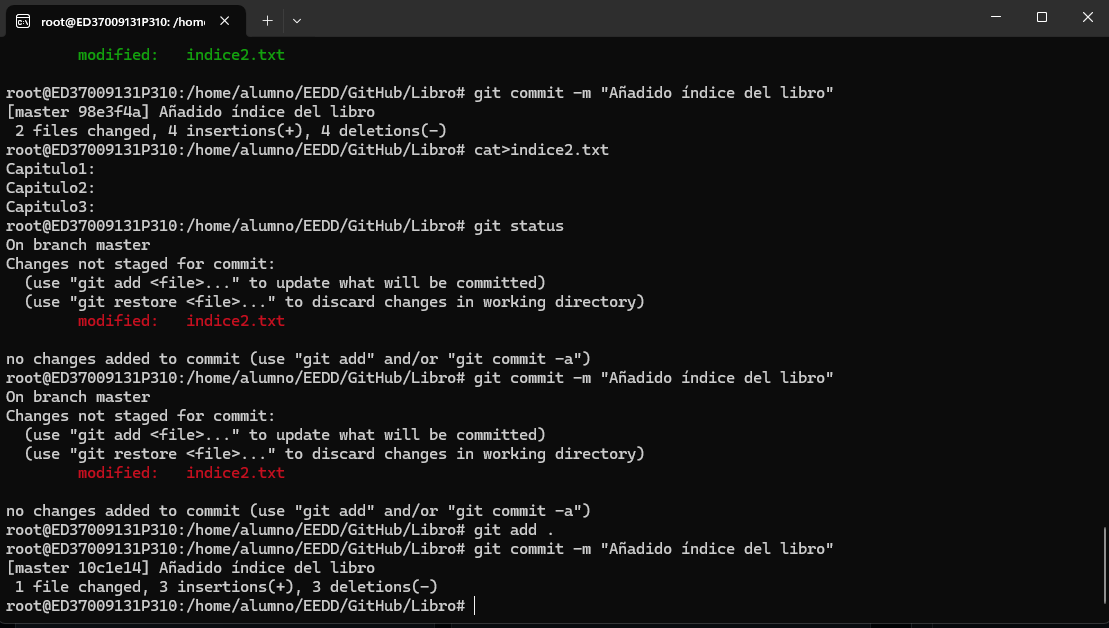 root@ED37009131P310: /hom
modified:   indice2.txt
root@ED37009131P310:/home/alumno/EEDD/GitHub/Libro# git commit -m "Añadido índice del libro"
[master 98e3f4a] Añadido índice del libro
 2 files changed, 4 insertions(+), 4 deletions(-)
root@ED37009131P310:/home/alumno/EEDD/GitHub/Libro# cat>indice2.txt
Capitulo1:
Capitulo2:
Capitulo3:
root@ED37009131P310:/home/alumno/EEDD/GitHub/Libro# git status
On branch master
Changes not staged for commit:
  (use "git add <file>..." to update what will be committed)
  (use "git restore <file>..." to discard changes in working directory)
        modified:   indice2.txt
no changes added to commit (use "git add" and/or "git commit -a")
root@ED37009131P310:/home/alumno/EEDD/GitHub/Libro# git commit -m "Añadido índice del libro"
On branch master
Changes not staged for commit:
  (use "git add <file>..." to update what will be committed)
  (use "git restore <file>..." to discard changes in working directory)
        modified:   indice2.txt
no changes added to commit (use "git add" and/or "git commit -a")
root@ED37009131P310:/home/alumno/EEDD/GitHub/Libro# git add .
root@ED37009131P310:/home/alumno/EEDD/GitHub/Libro# git commit -m "Añadido índice del libro"
[master 10c1e14] Añadido índice del libro
 1 file changed, 3 insertions(+), 3 deletions(-)
root@ED37009131P310:/home/alumno/EEDD/GitHub/Libro#